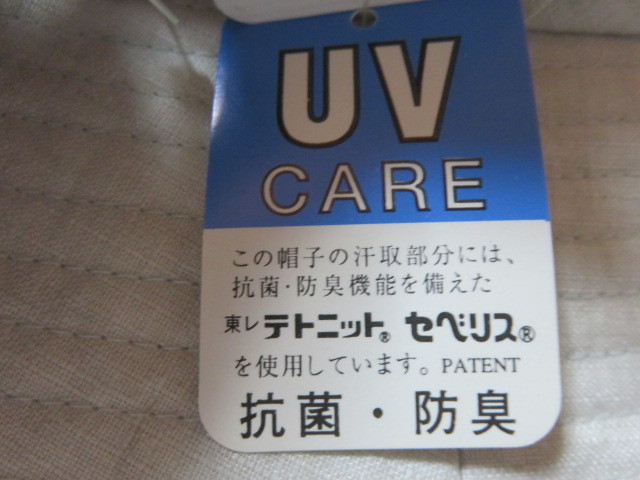 UV
CARE
この帽子の汗取部分には、
抗菌・防臭機能を備えた
東レ テトニット® セベリス®
を使用しています。PATENT
抗菌・防臭